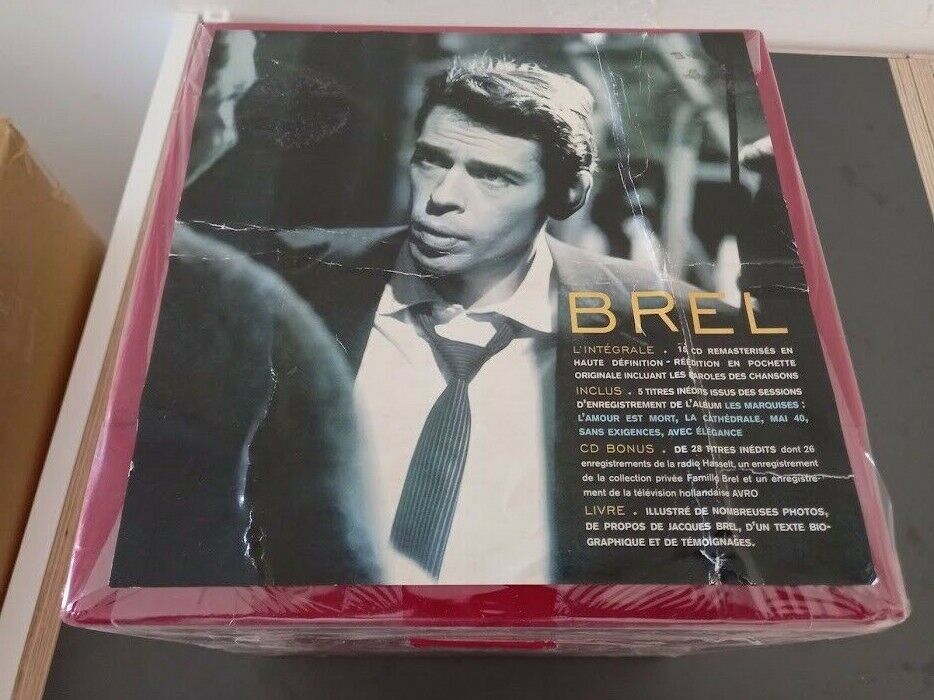 BREL
L'INTÉGRALE . 15 CD REMASTERISÉS EN
HAUTE DÉFINITION - RÉÉDITION EN POCHETTE
ORIGINALE INCLUANT LES PAROLES DES CHANSONS
INCLUS . 5 TITRES INÉDITS ISSUS DES SESSIONS
D'ENREGISTREMENT DE L'ALBUM LES MARQUISES :
L'AMOUR EST MORT, LA CATHÉDRALE, MAI 40,
SANS EXIGENCES, AVEC ÉLÉGANCE
CD BONUS . DE 28 TITRES INÉDITS dont 26
enregistrements de la radio Hasselt, un enregistrement
de la collection privée Famille Brel et un enregistre-
ment de la télévision hollandaise AVRO
LIVRE . ILLUSTRÉ DE NOMBREUSES PHOTOS,
DE PROPOS DE JACQUES BREL, D'UN TEXTE BIO-
GRAPHIQUE ET DE TÉMOIGNAGES.